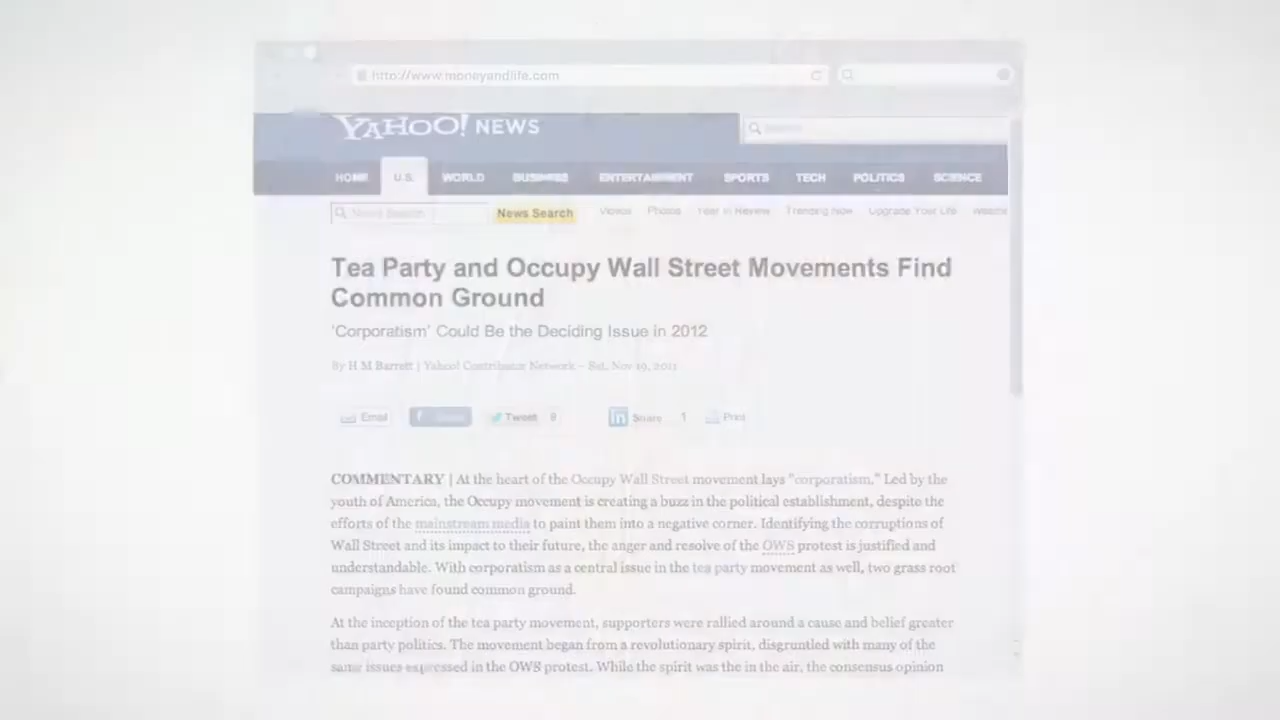 http://www.moneyandlife.com
YAHOO! NEWS
HOME U.S. WORLD BUSINESS ENTERTAINMENT SPORTS TECH POLITICS SCIENCE
News Search News Search Videos Photos Year in Review Trending Now Upgrade Your Life
Tea Party and Occupy Wall Street Movements Find
Common Ground
'Corporatism' Could Be the Deciding Issue in 2012
By H M Barrett | Yahoo! Contributor Network – Sat, Nov 19, 2011
Email Tweet 0 Share 1 Print
COMMENTARY | At the heart of the Occupy Wall Street movement lays "corporatism." Led by the
youth of America, the Occupy movement is creating a buzz in the political establishment, despite the
efforts of the mainstream media to paint them into a negative corner. Identifying the corruptions of
Wall Street and its impact to their future, the anger and resolve of the OWS protest is justified and
understandable. With corporatism as a central issue in the tea party movement as well, two grass root
campaigns have found common ground.
At the inception of the tea party movement, supporters were rallied around a cause and belief greater
than party politics. The movement began from a revolutionary spirit, disgruntled with many of the
same issues expressed in the OWS protest. While the spirit was the in the air, the consensus opinion